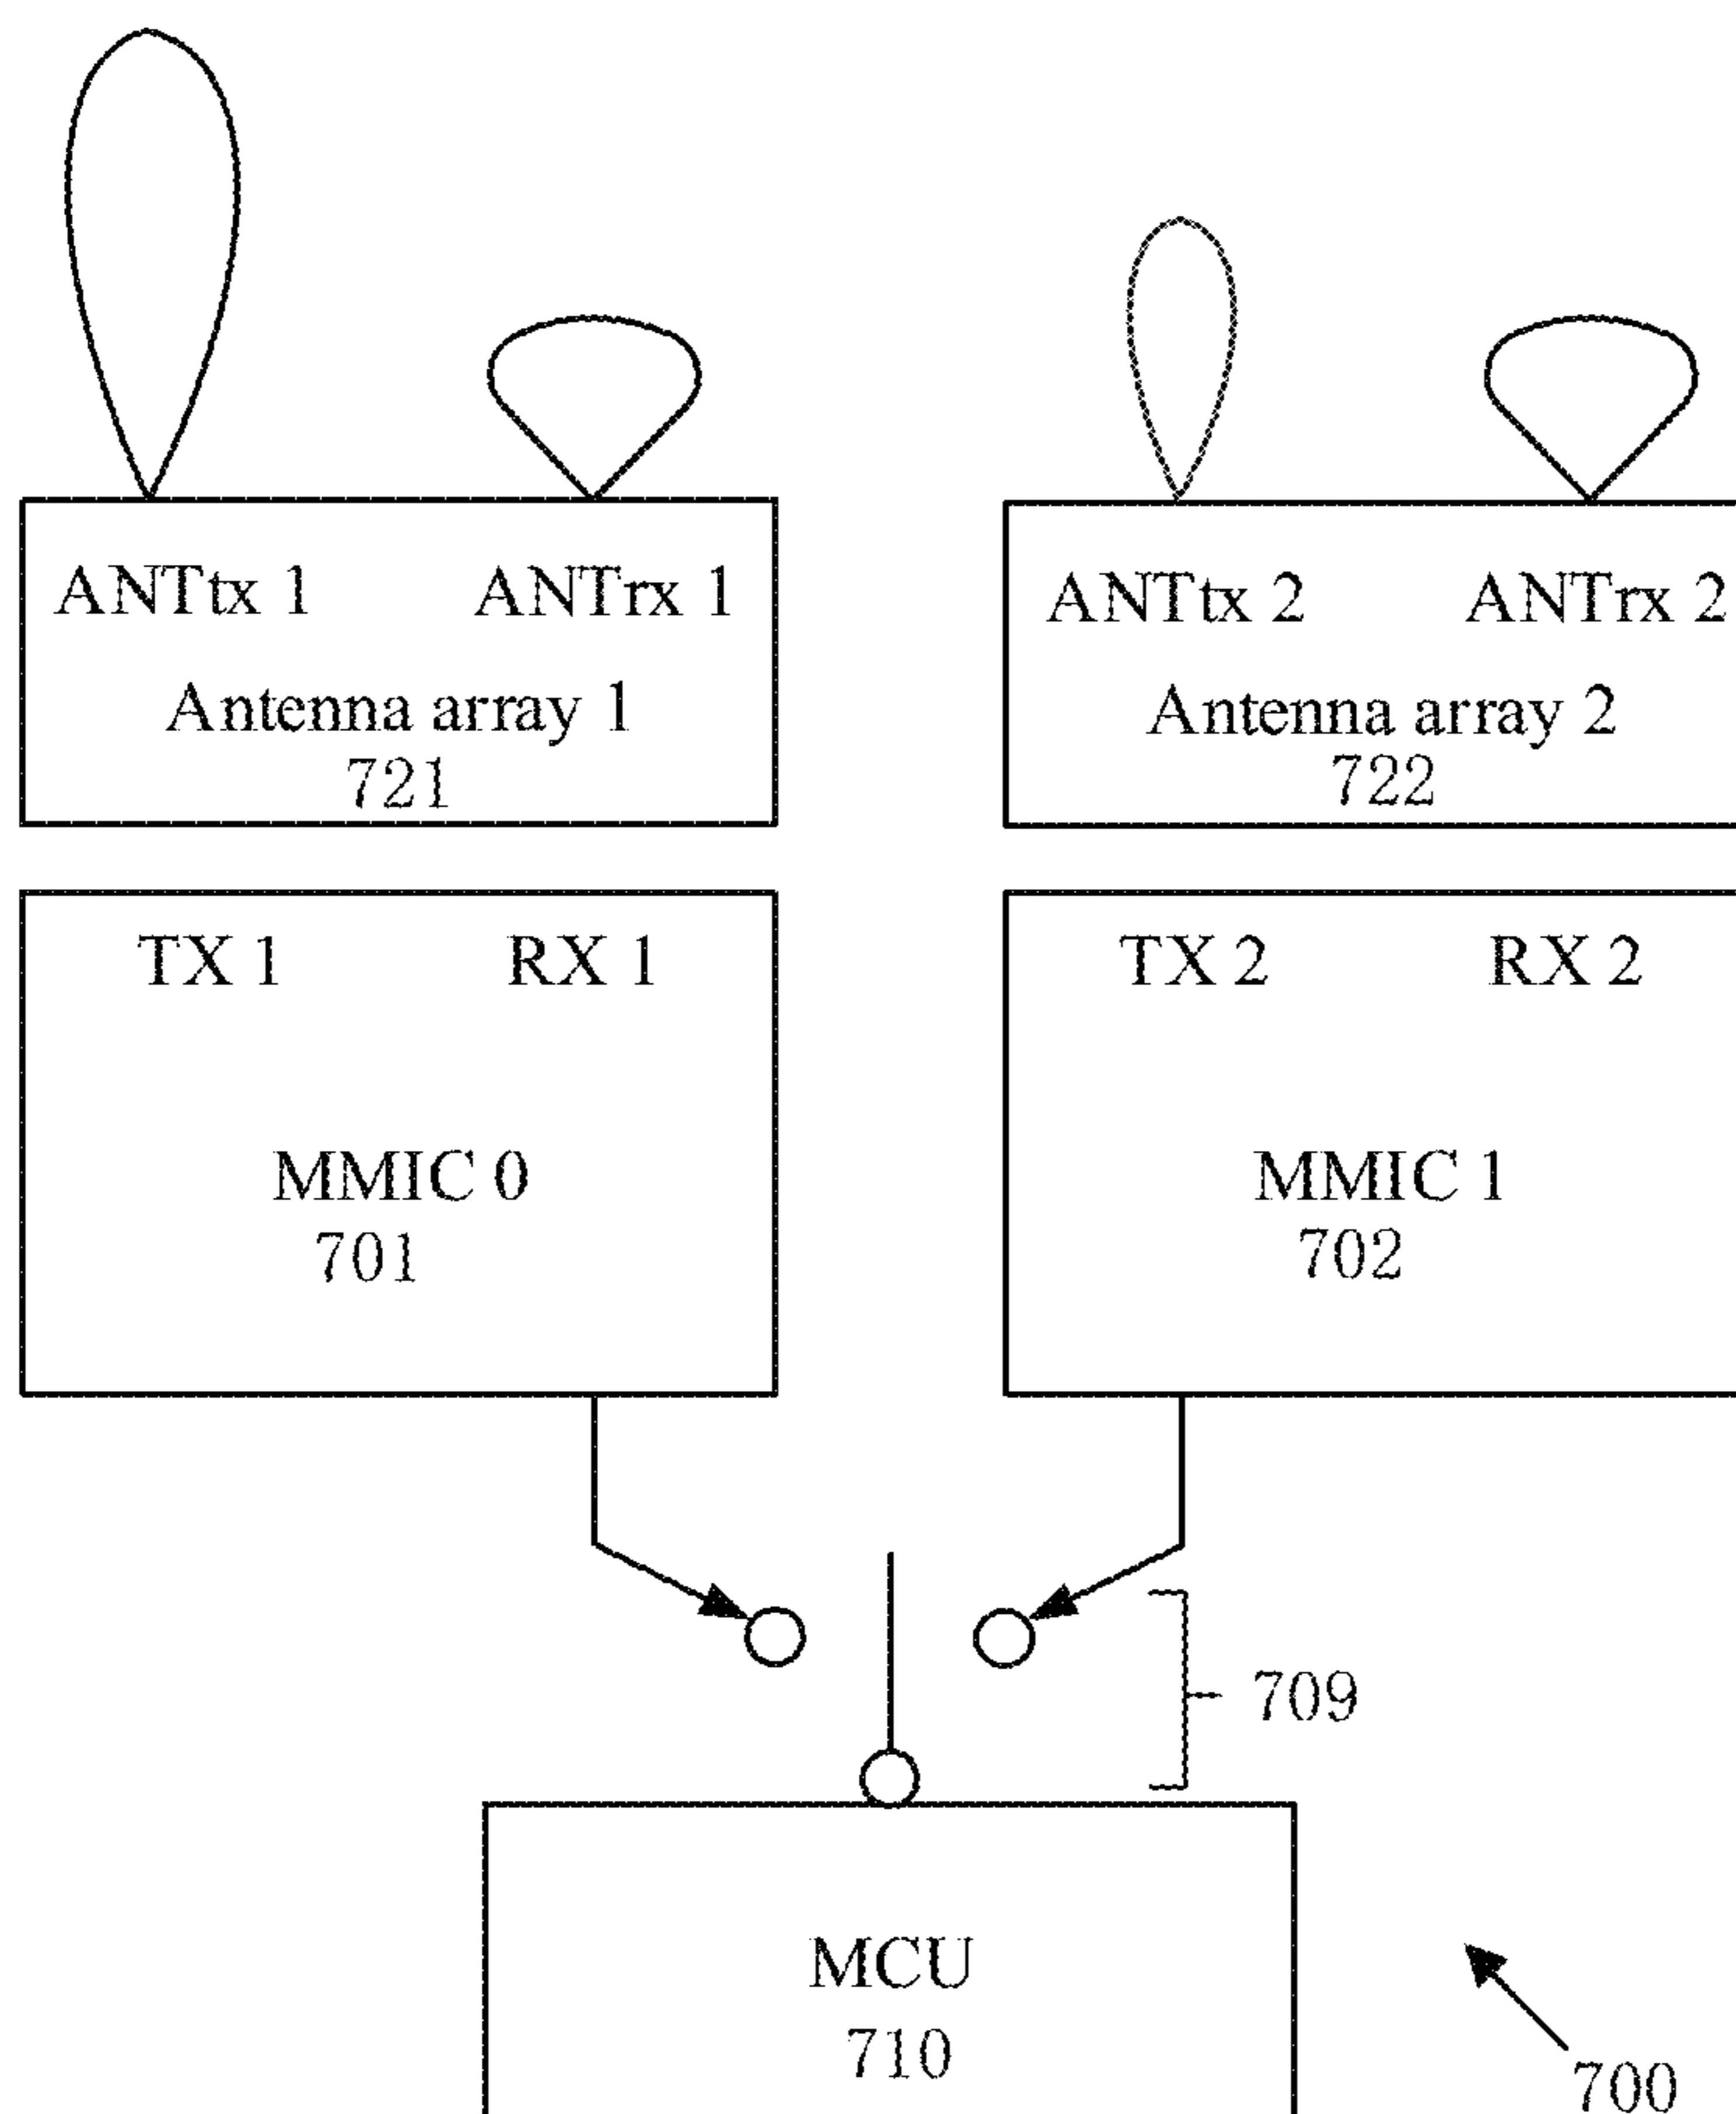 ANTtx 1 ANTrx 1
Antenna array 1
721
ANTtx 2 ANTrx 2
Antenna array 2
722
TX 1 RX 1
MMIC 0
701
TX 2 RX 2
MMIC 1
702
709
MCU
710
700